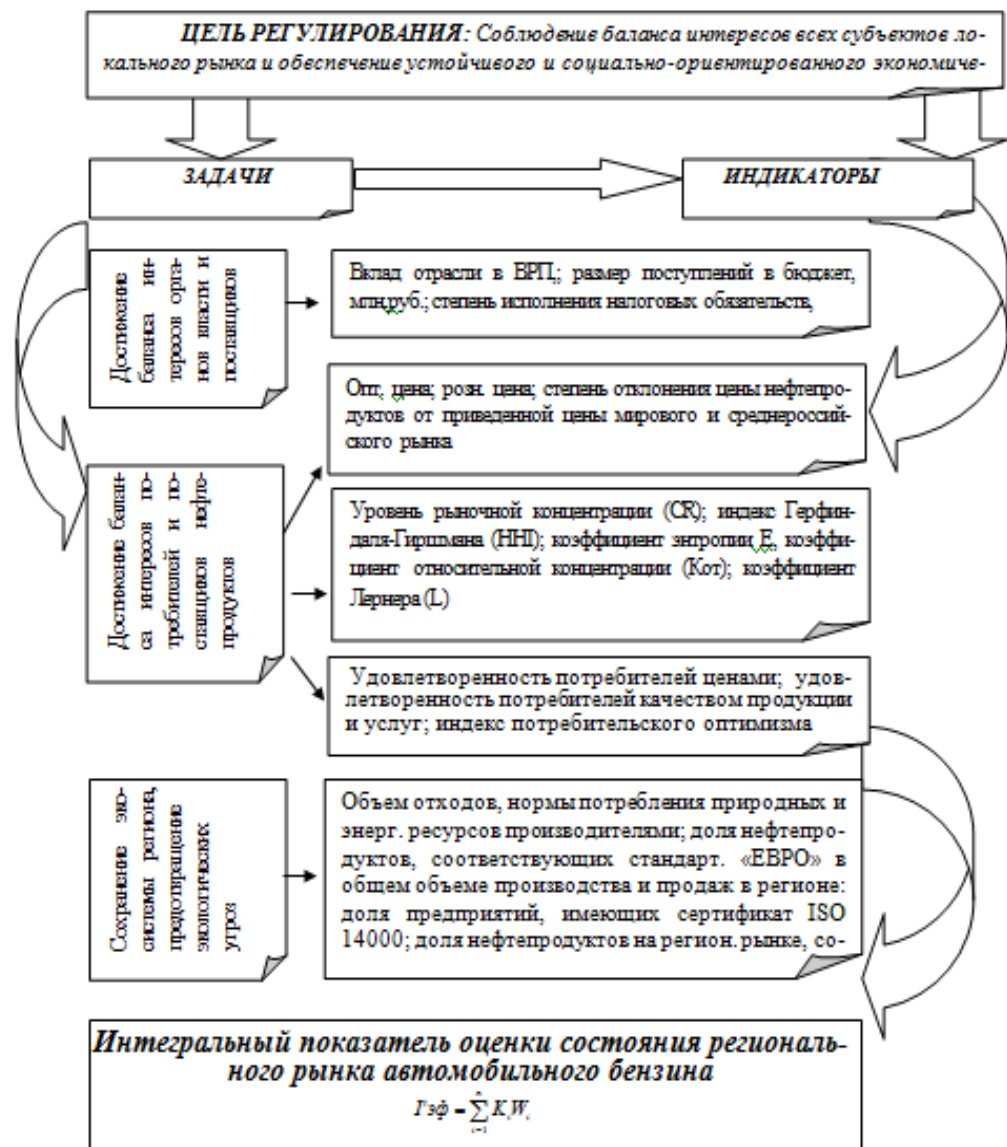 ЦЕЛЬ РЕГУЛИРОВАНИЯ: Соблюдение баланса интересов всех субъектов ло-
кального рынка и обеспечение устойчивого и социально-ориентированного экономиче-
ЗАДАЧИ
ИНДИКАТОРЫ
Достижение
баланса ин-
тересов орга-
нов власти и
поставщиков
Вклад отрасли в ВРП,; размер поступлений в бюджет,
млн,руб.; степень исполнения налоговых обязательств,
Опт, цена; розн. цена; степень отклонения цены нефтепро-
дуктов от приведенной цены мирового и среднероссий-
ского рынка
Достижение балан-
са интересов по-
требителей и по-
ставщиков нефте-
продуктов
Уровень рыночной концентрации (CR); индекс Герфин-
даля-Гиршмана (HHI); коэффициент энтропии Е, коэффи-
циент относительной концентрации (Кот); коэффициент
Лернера (L)
Удовлетворенность потребителей ценами; удов-
летворенность потребителей качеством продукции
и услуг; индекс потребительского оптимизма
Сохранение эко-
системы региона,
предотвращение
экологических
угроз
Объем отходов, нормы потребления природных и
энерг. ресурсов производителями; доля нефтепро-
дуктов, соответствующих стандарт. «ЕВРО» в
общем объеме производства и продаж в регионе:
доля предприятий, имеющих сертификат ISO
14000; доля нефтепродуктов на регион. рынке, со-
Интегральный показатель оценки состояния региональ-
ного рынка автомобильного бензина
Гэф = ∑ K W